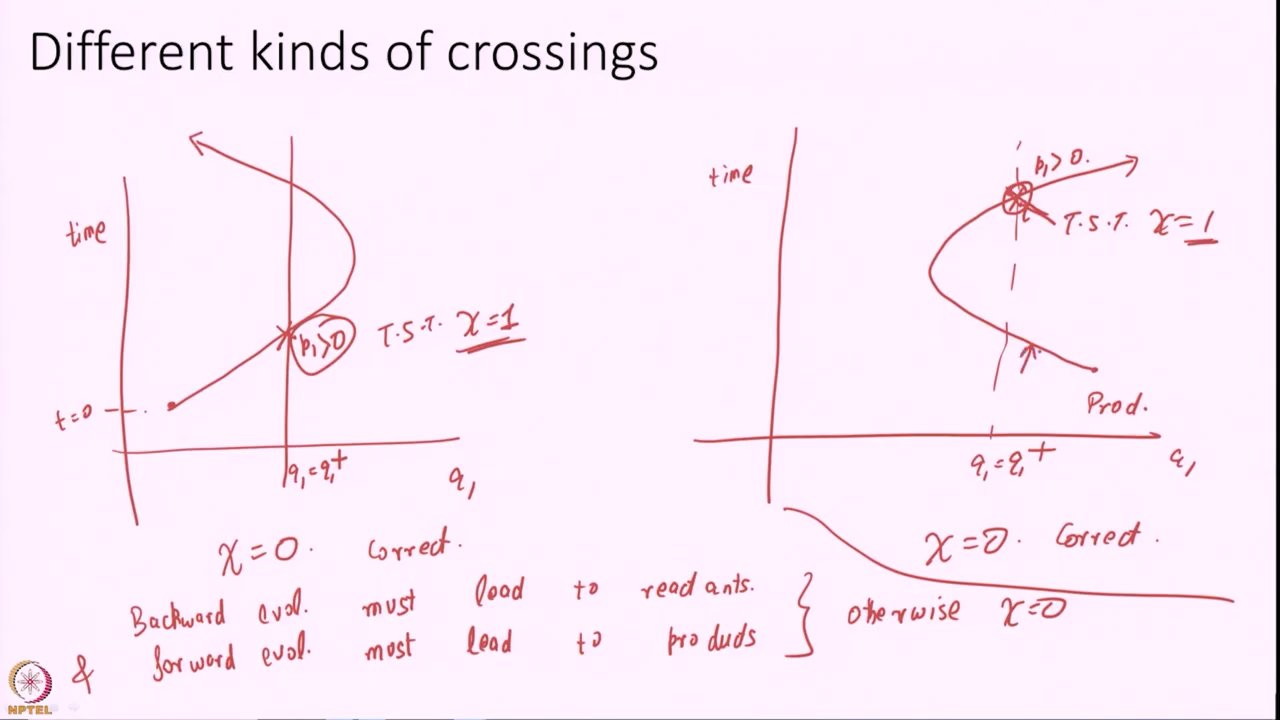 Different kinds of crossings
time
t=0
p₁>0
T.S.T. χ=1
q₁=q₁‡
q₁
χ=0. Correct.
time
p₁>0.
T.S.T. χ=1
Prod.
q₁=q₁‡
q₁
χ=0. Correct.
Backward evol. must lead to reactants.
& forward evol. must lead to products
otherwise χ=0
NPTEL